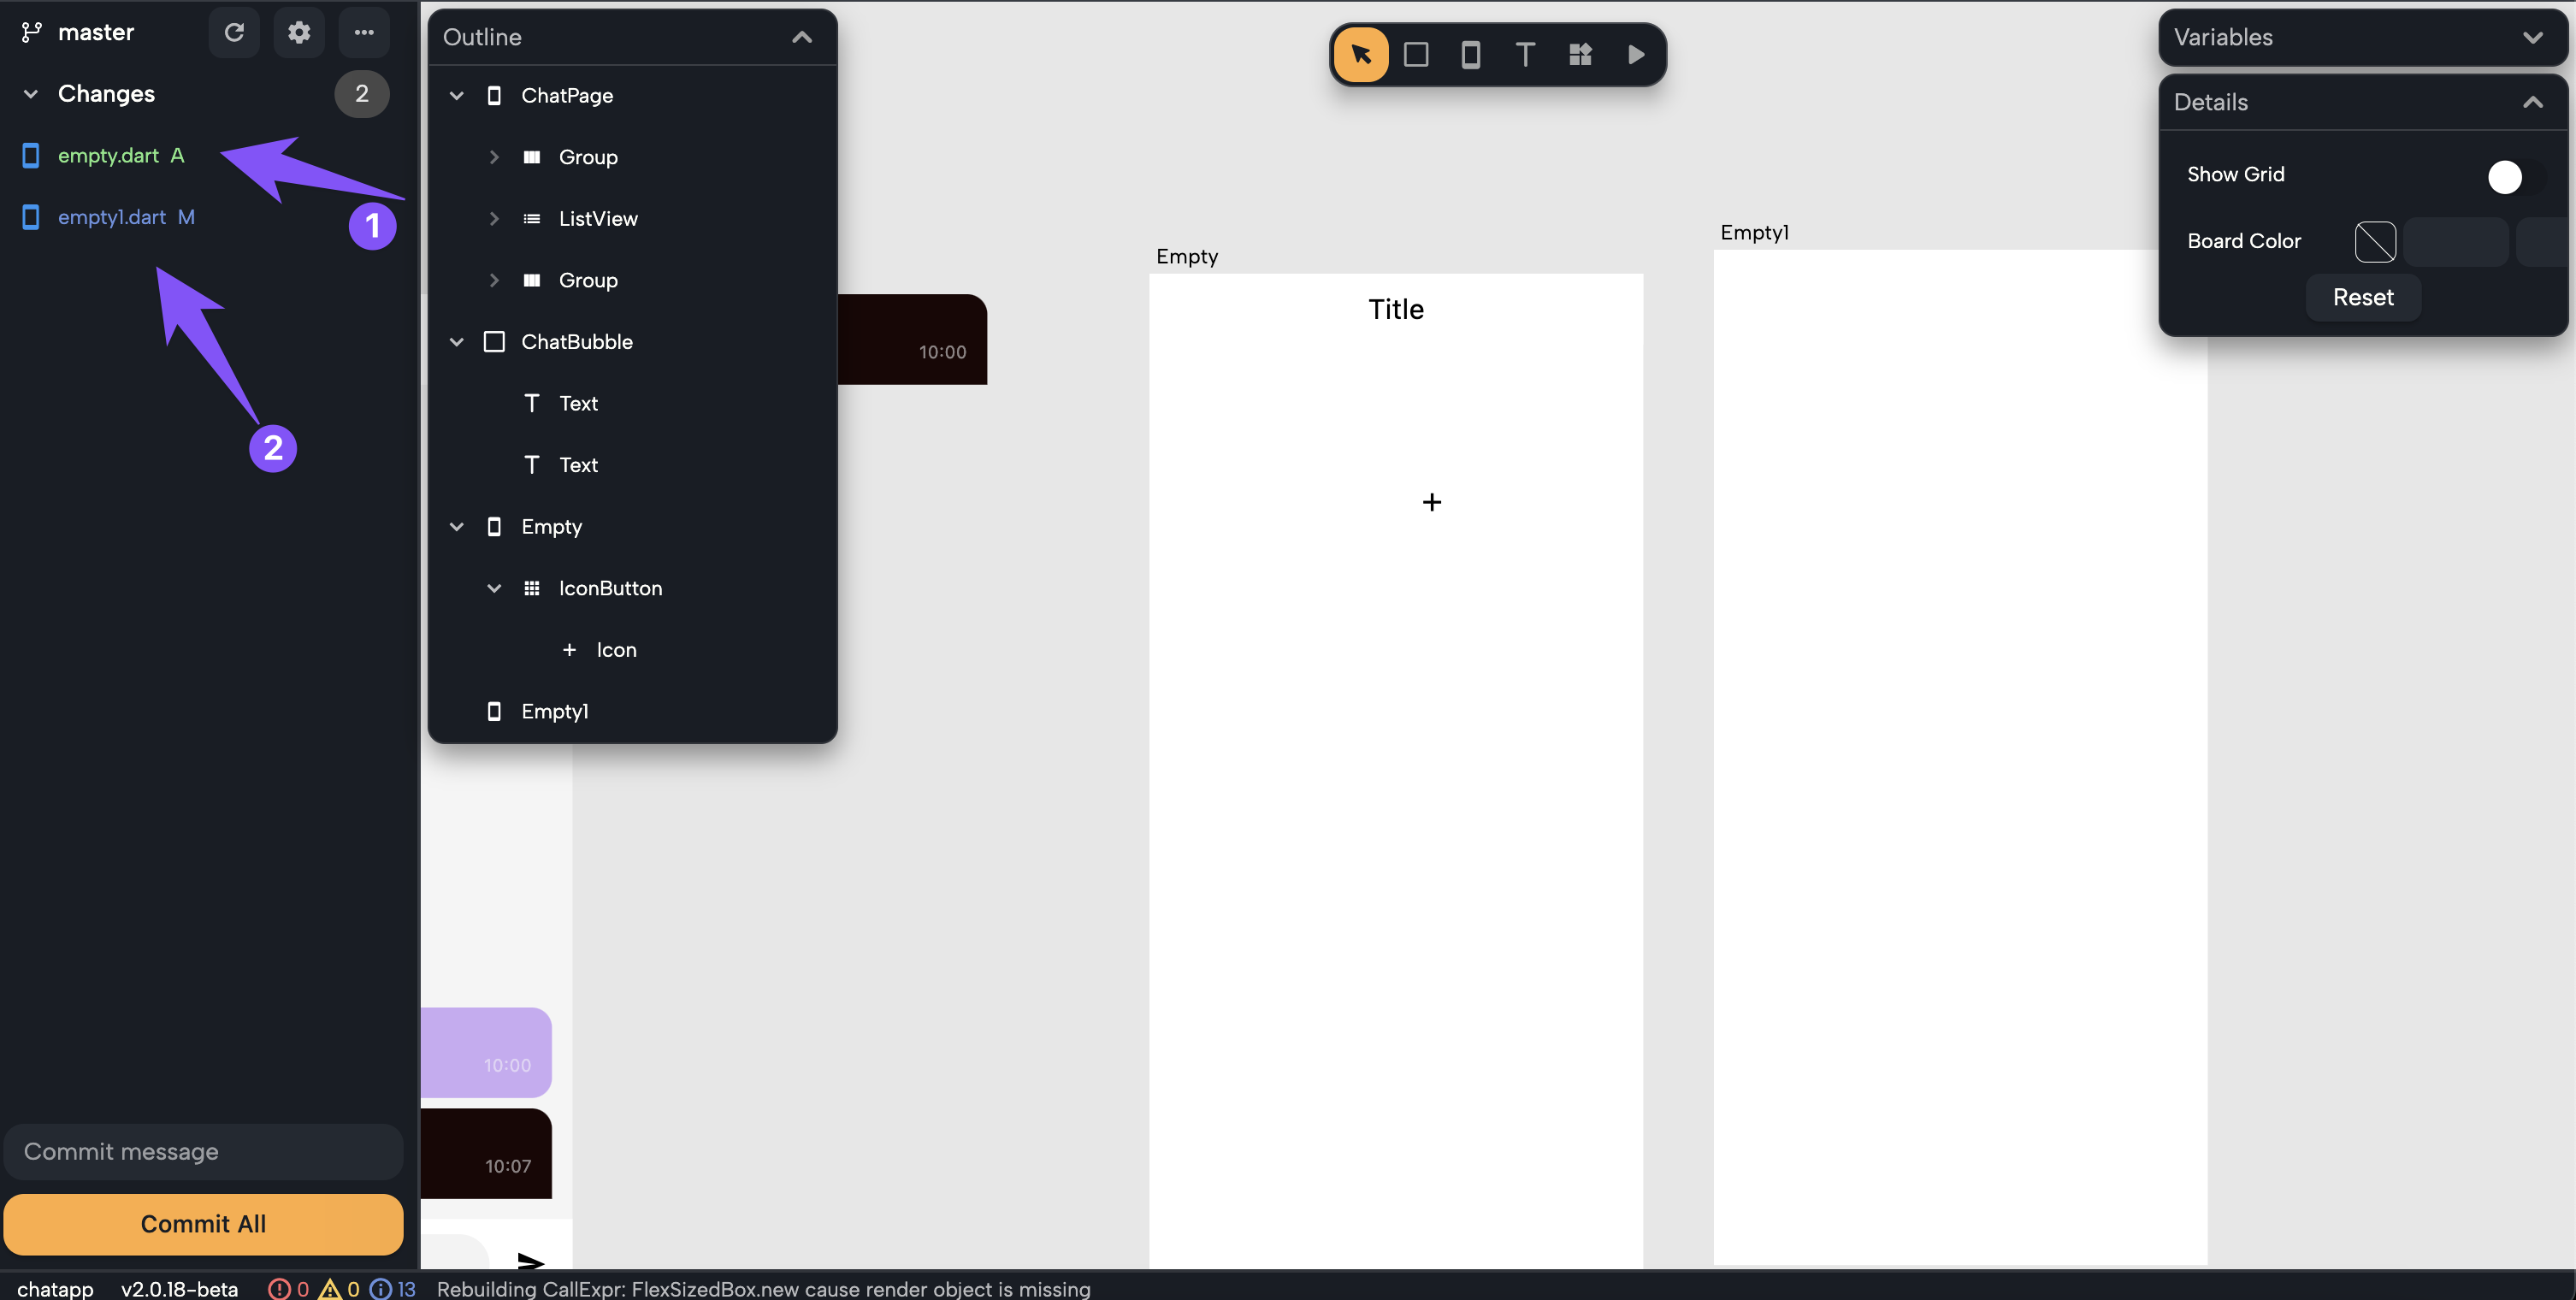 master
Changes
2
empty.dart A
empty1.dart M
1
2
Commit message
Commit All
Outline
ChatPage
Group
ListView
Group
ChatBubble
Text
Text
Empty
IconButton
Icon
Empty1
10:00
10:00
10:07
Empty
Title
Empty1
Variables
Details
Show Grid
Board Color
Reset
chatapp v2.0.18-beta 0 0 13 Rebuilding CallExpr: FlexSizedBox.new cause render object is missing